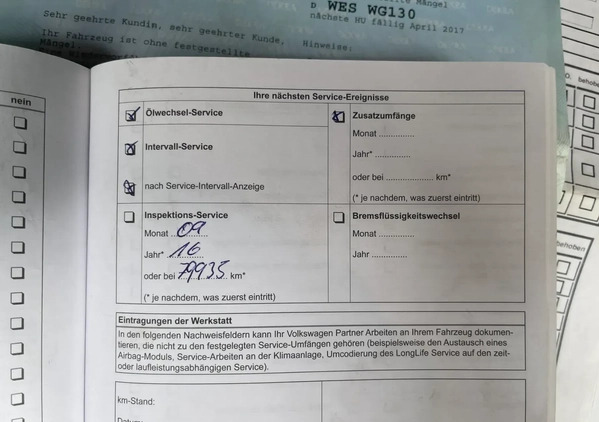 D WES WG130
nächste HU fällig April 2017
Sehr geehrte Kundin, sehr geehrter Kunde,
Ihr Fahrzeug ist ohne festgestellte Hinweise:
Mängel.
nein
Ihre nächsten Service-Ereignisse
Ölwechsel-Service
Intervall-Service
nach Service-Intervall-Anzeige
Inspektions-Service
Monat 09
Jahr* 16
oder bei 79935 km*
(* je nachdem, was zuerst eintritt)
Zusatzumfänge
Monat ..............
Jahr* ..............
oder bei .................... km*
(* je nachdem, was zuerst eintritt)
Bremsflüssigkeitswechsel
Monat ..............
Jahr ..............
Eintragungen der Werkstatt
In den folgenden Nachweisfeldern kann Ihr Volkswagen Partner Arbeiten an Ihrem Fahrzeug dokumen-
tieren, die nicht zu den festgelegten Service-Umfängen gehören (beispielsweise den Austausch eines
Airbag-Moduls, Service-Arbeiten an der Klimaanlage, Umcodierung des LongLife Service auf den zeit-
oder laufleistungsabhängigen Service).
km-Stand:
behoben